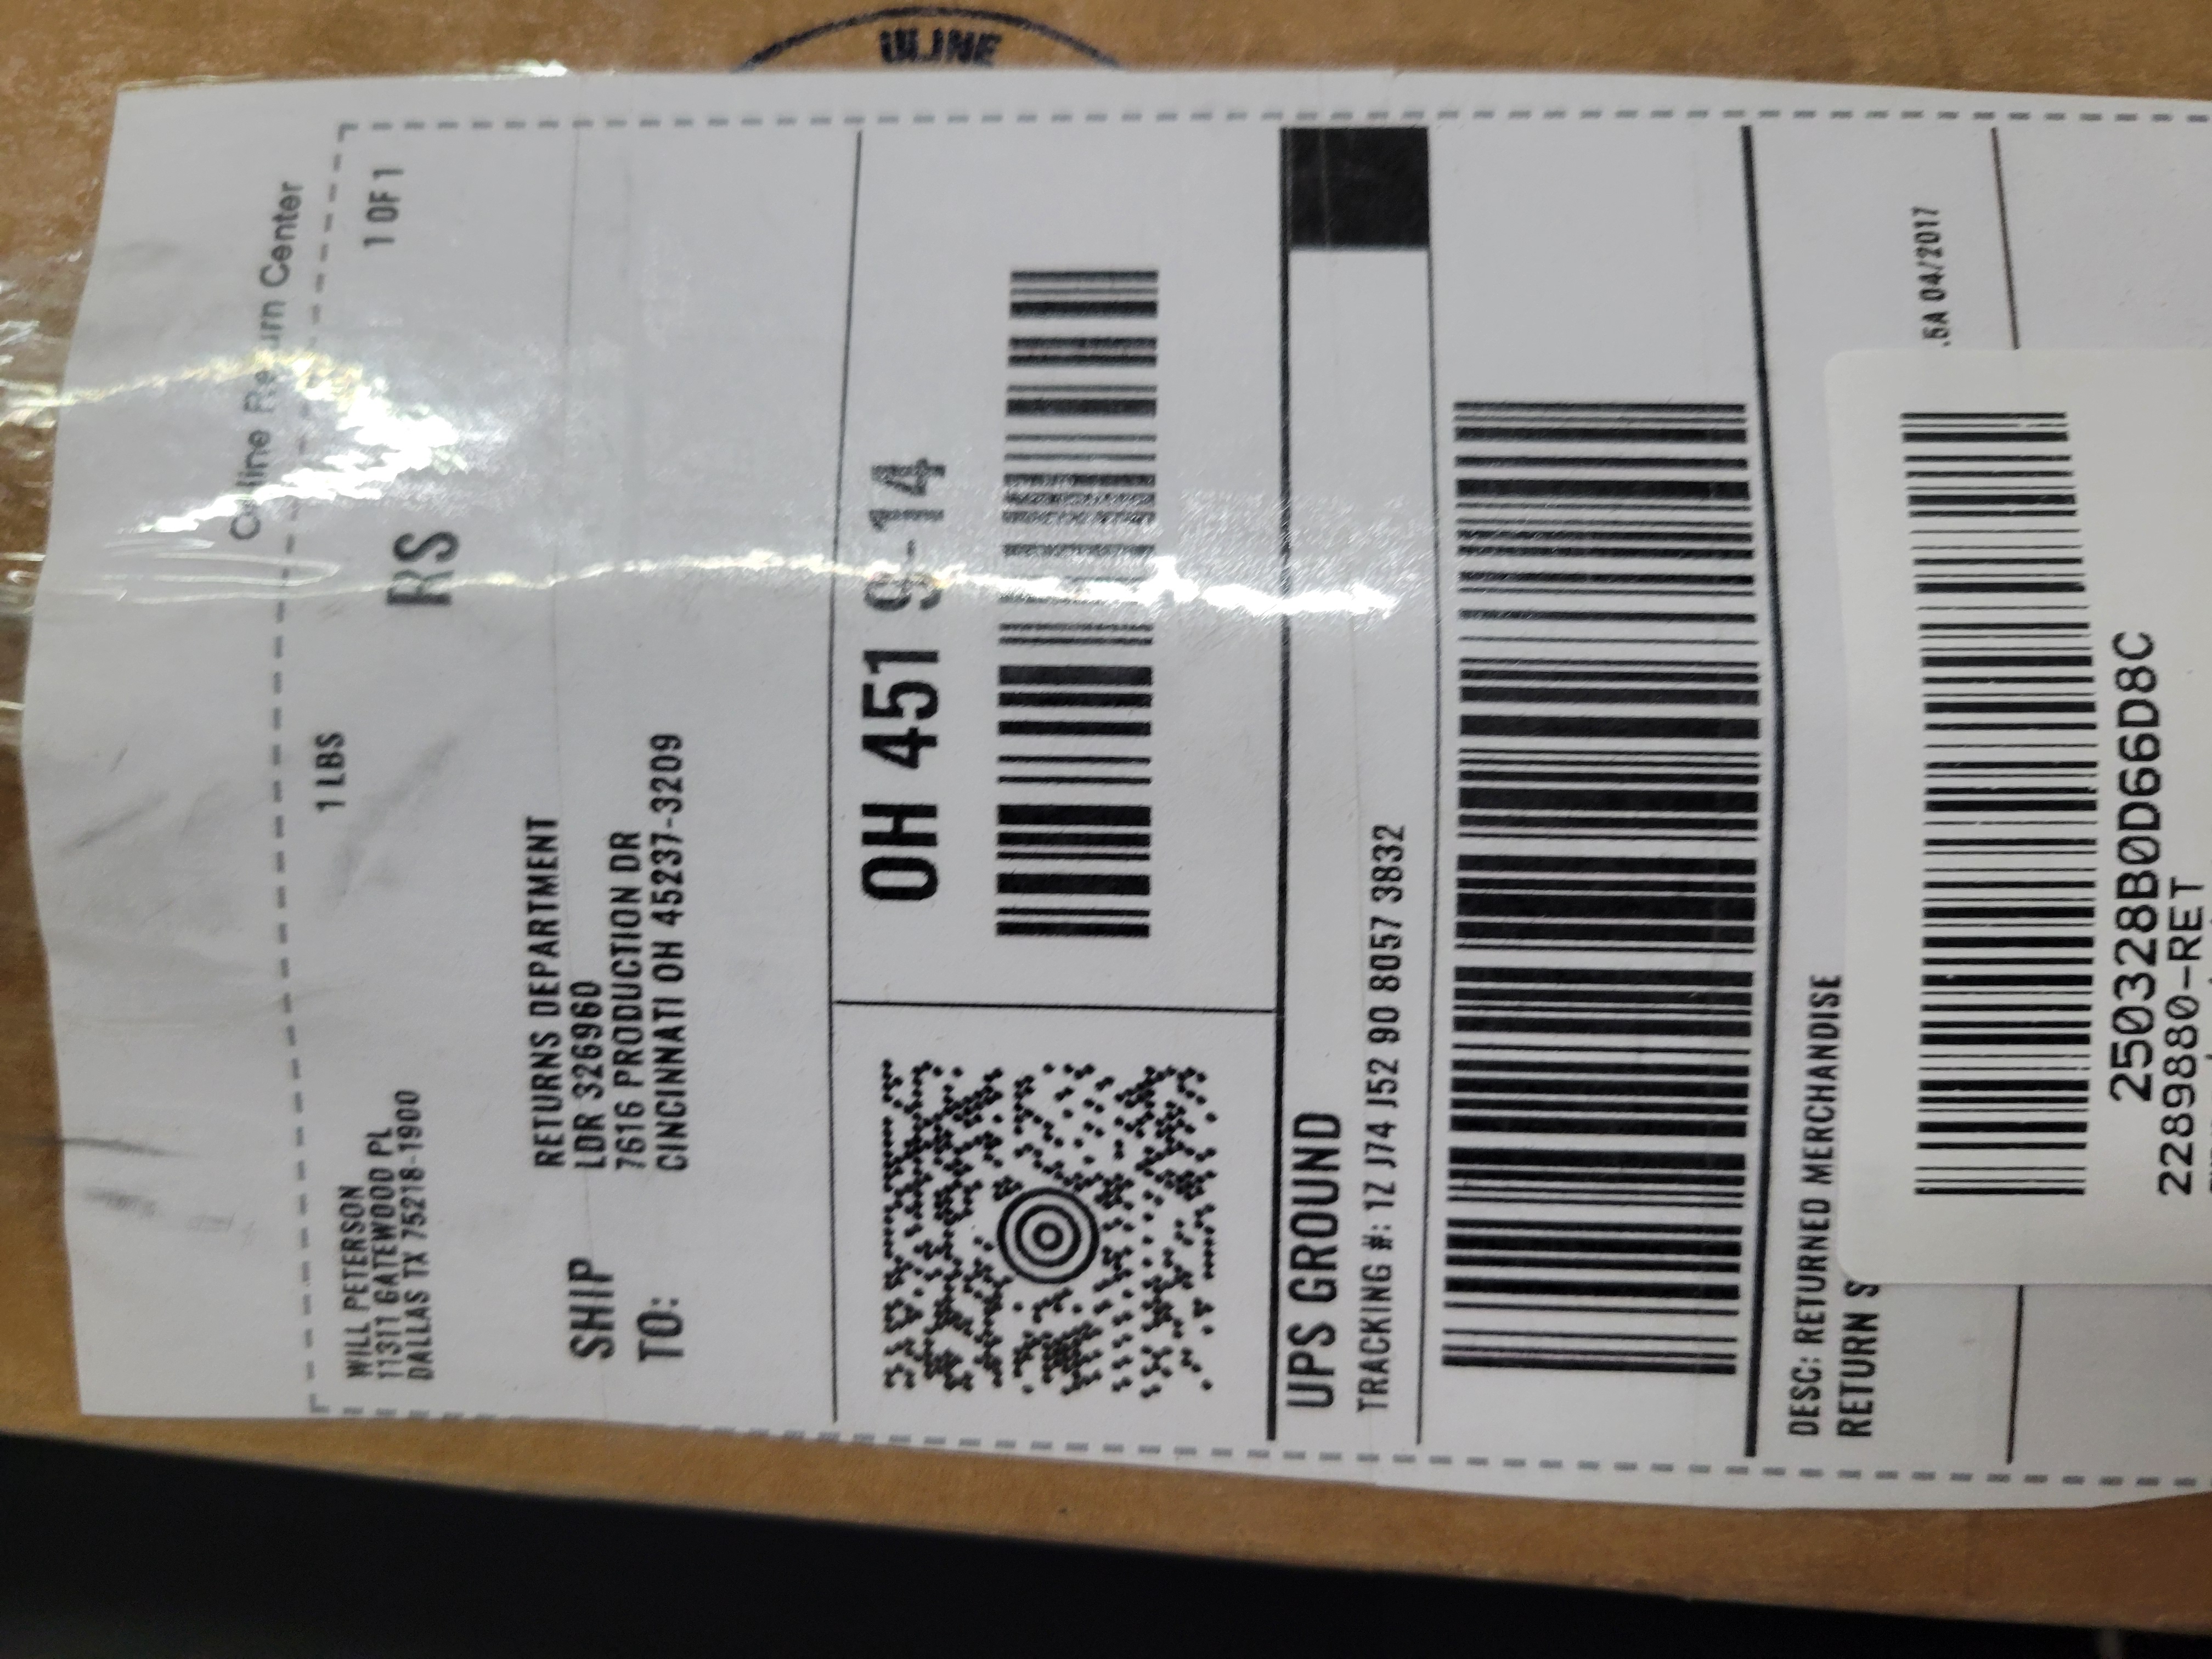 ULINE
Online Return Center
1 LBS
1 OF 1
WILL PETERSON
11311 GATEWOOD PL
DALLAS TX 75218-1900
RS
SHIP
TO:
RETURNS DEPARTMENT
LDR 326960
7616 PRODUCTION DR
CINCINNATI OH 45237-3209
OH 451 9-14
UPS GROUND
TRACKING #: 1Z J74 J52 90 8057 3832
DESC: RETURNED MERCHANDISE
RETURN S
.5A 04/2017
250328B0D66D8C
2289880-RET